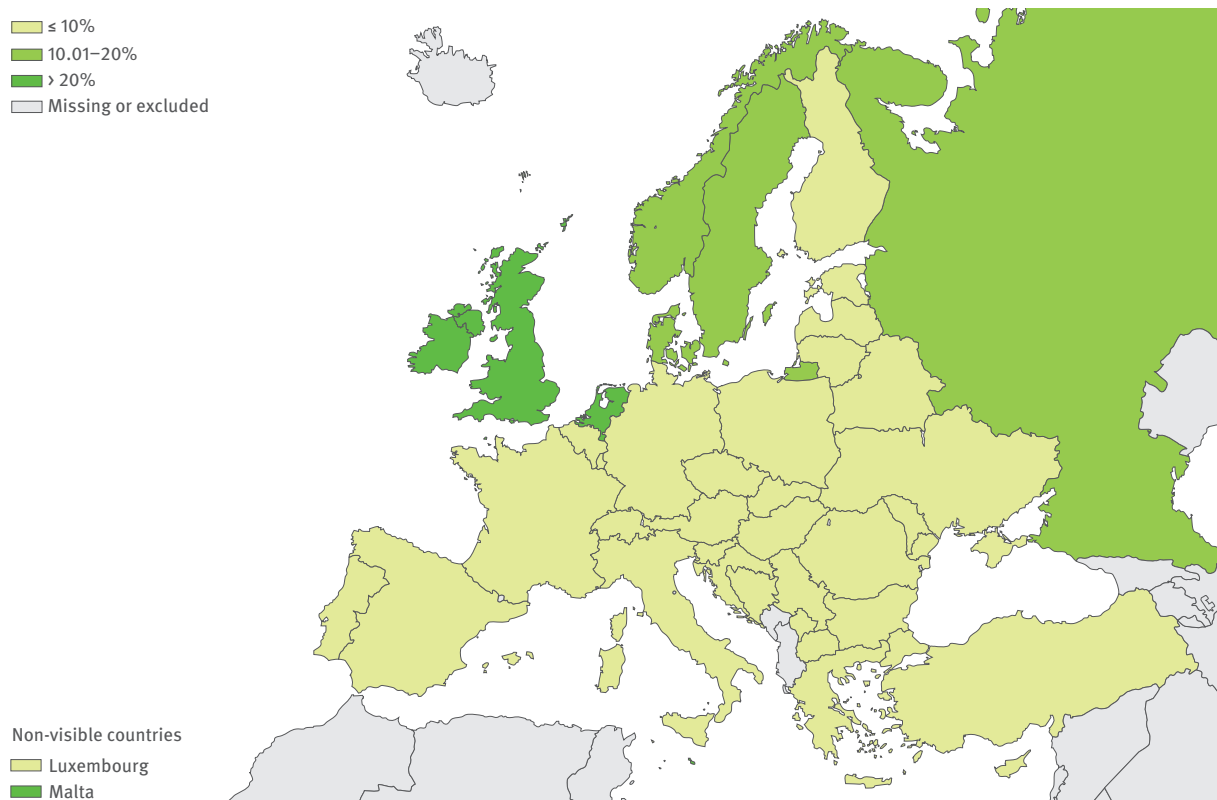 ≤ 10%
10.01–20%
> 20%
Missing or excluded
Non-visible countries
Luxembourg
Malta